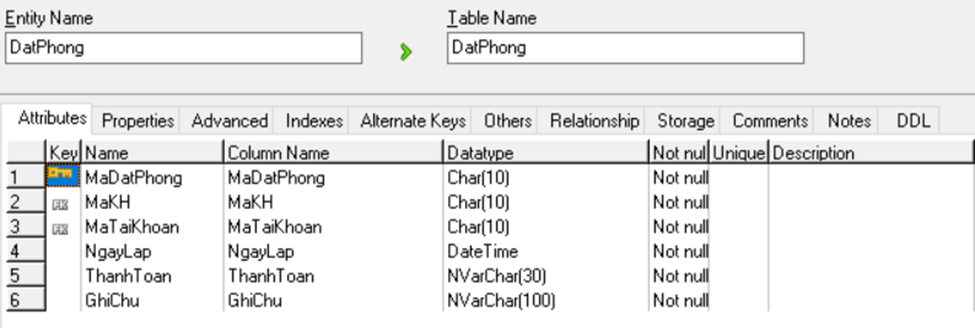 Entity Name Table Name
DatPhong DatPhong
Attributes Properties Advanced Indexes Alternate Keys Others Relationship Storage Comments Notes DDL
Key Name Column Name Datatype Not nul Unique Description
1 MaDatPhong MaDatPhong Char(10) Not null
2 FK MaKH MaKH Char(10) Not null
3 FK MaTaiKhoan MaTaiKhoan Char(10) Not null
4 NgayLap NgayLap DateTime Not null
5 ThanhToan ThanhToan NVarChar(30) Not null
6 GhiChu GhiChu NVarChar(100) Not null